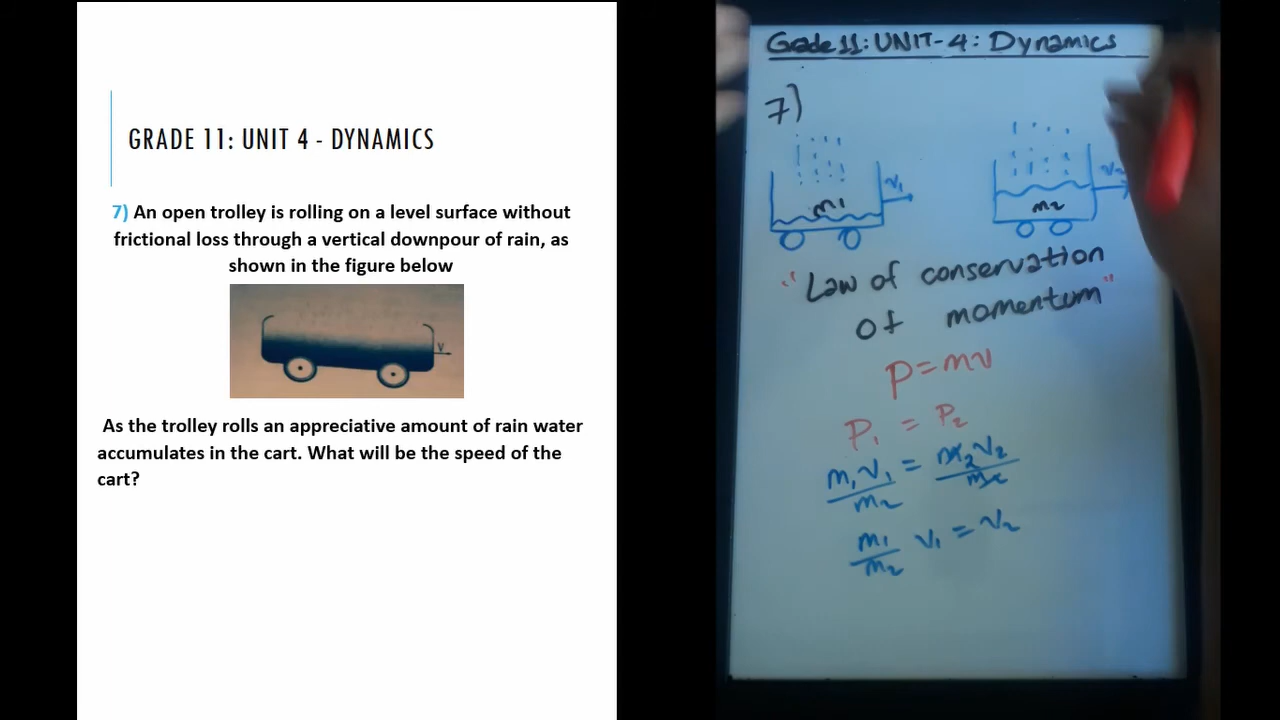 GRADE 11: UNIT 4 - DYNAMICS
7) An open trolley is rolling on a level surface without
frictional loss through a vertical downpour of rain, as
shown in the figure below
V
As the trolley rolls an appreciative amount of rain water
accumulates in the cart. What will be the speed of the
cart?
Grade 11: UNIT-4: Dynamics
7)
m1 v1
m2 v2
"Law of conservation
of momentum"
P=mv
P1 = P2
m1v1/m2 = m2v2/m2
m1/m2 v1 = v2